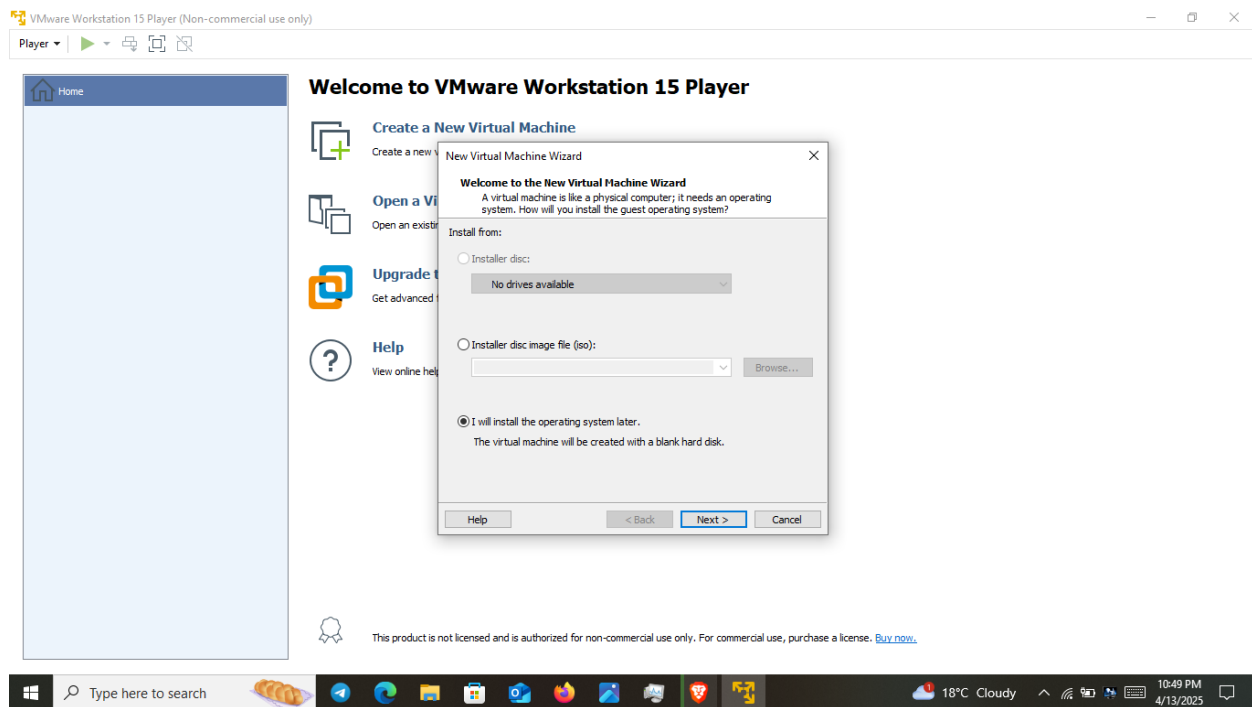 VMware Workstation 15 Player (Non-commercial use only)
Player
Home
Welcome to VMware Workstation 15 Player
Create a New Virtual Machine
Create a new v
Open a Vi
Open an existin
Upgrade t
Get advanced f
Help
View online help
New Virtual Machine Wizard
Welcome to the New Virtual Machine Wizard
A virtual machine is like a physical computer; it needs an operating
system. How will you install the guest operating system?
Install from:
Installer disc:
No drives available
Installer disc image file (iso):
Browse...
I will install the operating system later.
The virtual machine will be created with a blank hard disk.
Help
< Back
Next >
Cancel
This product is not licensed and is authorized for non-commercial use only. For commercial use, purchase a license. Buy now.
Type here to search
1
18°C Cloudy
10:49 PM
4/13/2025